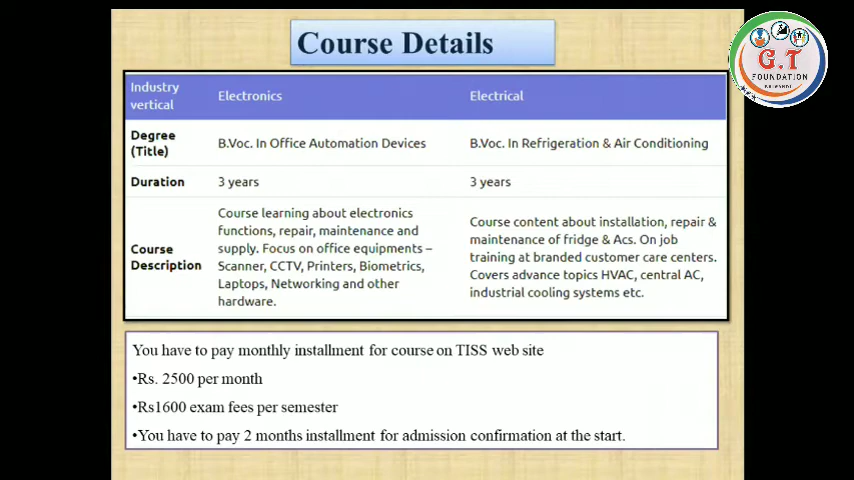 Course Details
G.T
FOUNDATION
Industry vertical
Electronics
Electrical
Degree (Title)
B.Voc. In Office Automation Devices
B.Voc. In Refrigeration & Air Conditioning
Duration
3 years
3 years
Course Description
Course learning about electronics
functions, repair, maintenance and
supply. Focus on office equipments –
Scanner, CCTV, Printers, Biometrics,
Laptops, Networking and other
hardware.
Course content about installation, repair &
maintenance of fridge & Acs. On job
training at branded customer care centers.
Covers advance topics HVAC, central AC,
industrial cooling systems etc.
You have to pay monthly installment for course on TISS web site
•Rs. 2500 per month
•Rs1600 exam fees per semester
•You have to pay 2 months installment for admission confirmation at the start.